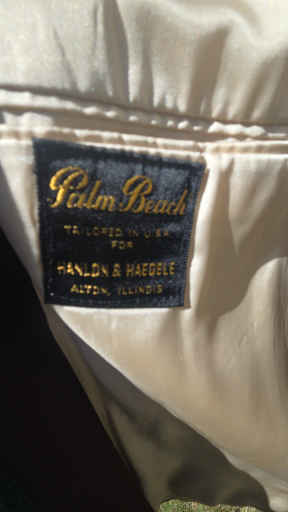 Palm Beach
TAILORED IN U.S.A.
FOR
HANLON & HAEGELE
ALTON, ILLINOIS